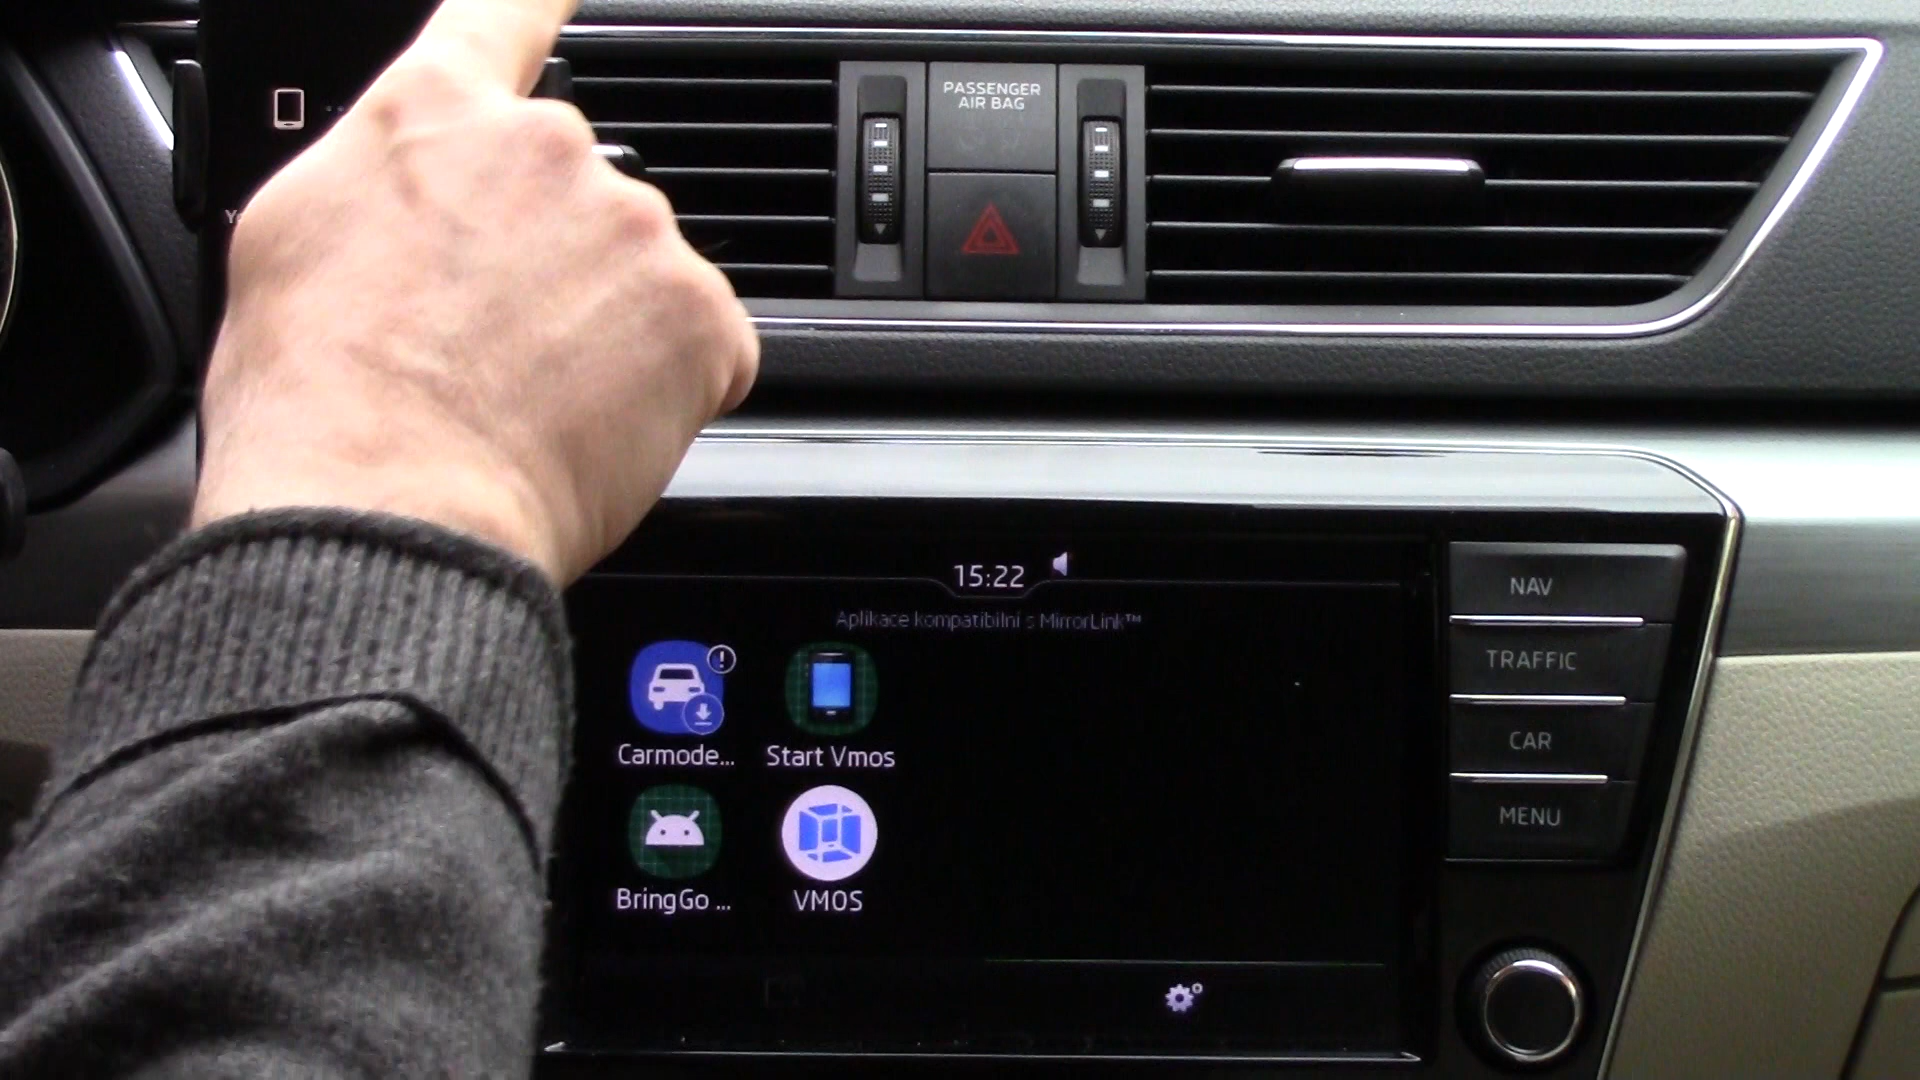 PASSENGER
AIR BAG
15:22
Aplikace kompatibilní s MirrorLink™
Carmode...
Start Vmos
BringGo ...
VMOS
NAV
TRAFFIC
CAR
MENU